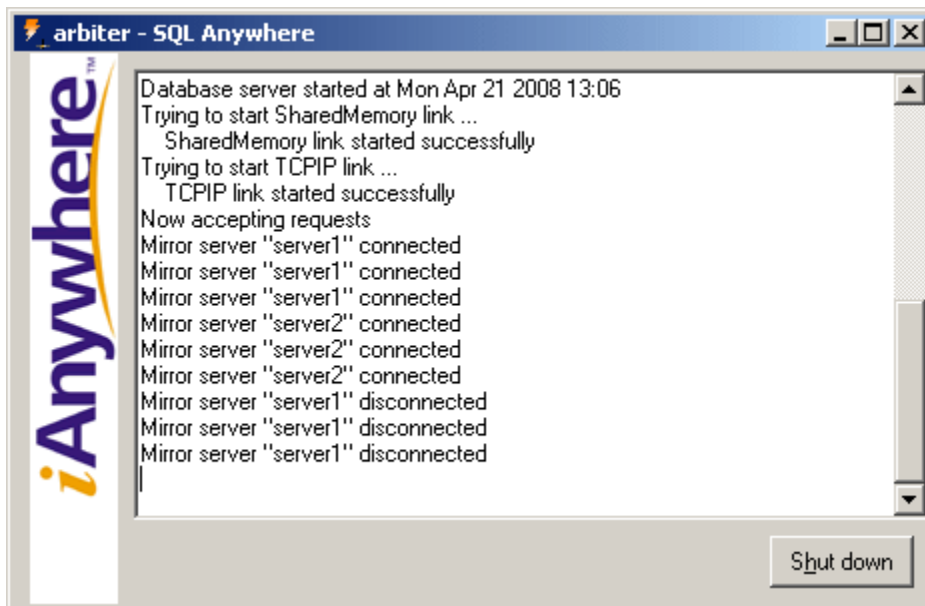 arbiter - SQL Anywhere
iAnywhere™
Database server started at Mon Apr 21 2008 13:06
Trying to start SharedMemory link ...
SharedMemory link started successfully
Trying to start TCPIP link ...
TCPIP link started successfully
Now accepting requests
Mirror server "server1" connected
Mirror server "server1" connected
Mirror server "server1" connected
Mirror server "server2" connected
Mirror server "server2" connected
Mirror server "server2" connected
Mirror server "server1" disconnected
Mirror server "server1" disconnected
Mirror server "server1" disconnected
Shut down